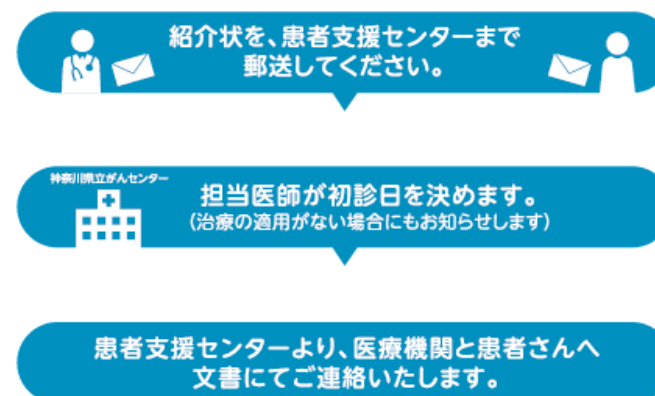 紹介状を、患者支援センターまで
郵送してください。
神奈川県立がんセンター
担当医師が初診日を決めます。
(治療の適用がない場合にもお知らせします)
患者支援センターより、医療機関と患者さんへ
文書にてご連絡いたします。